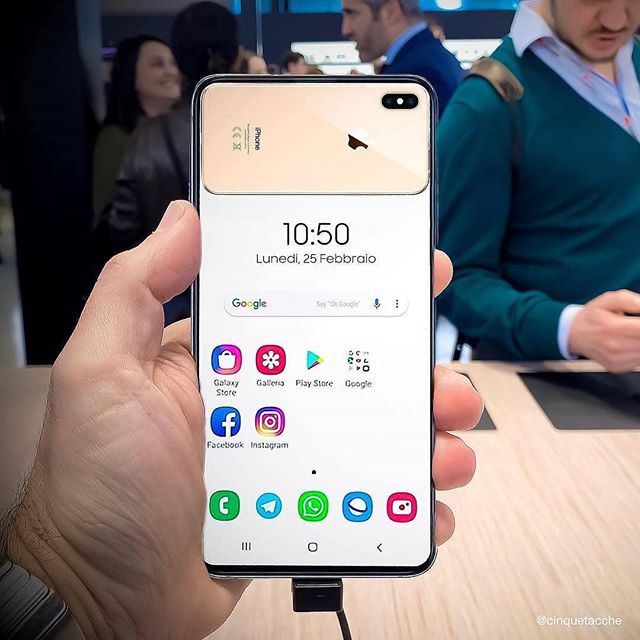 iPhone
10:50
Lunedì, 25 Febbraio
Google
Say "Ok Google"
Galaxy
Store
Galleria
Play Store
Google
Facebook
Instagram
@cinquetacche